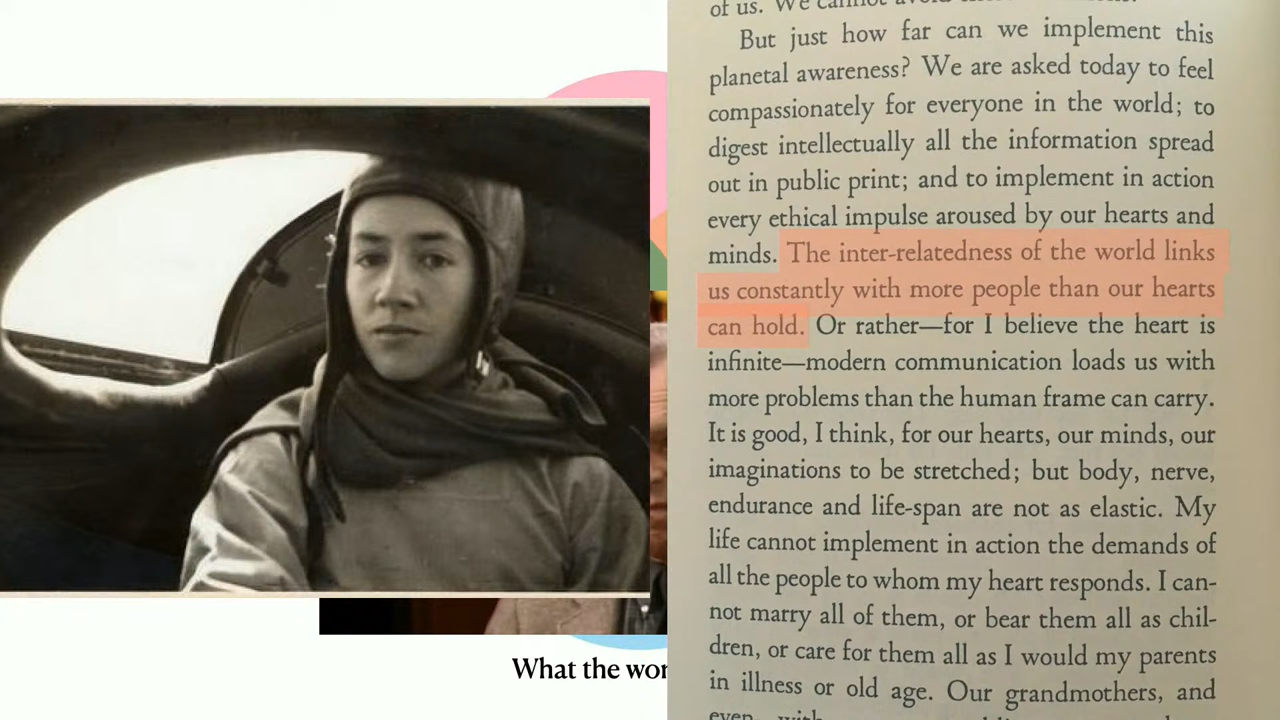 What the wor
of us. We cannot avoid
But just how far can we implement this
planetal awareness? We are asked today to feel
compassionately for everyone in the world; to
digest intellectually all the information spread
out in public print; and to implement in action
every ethical impulse aroused by our hearts and
minds. The inter-relatedness of the world links
us constantly with more people than our hearts
can hold. Or rather—for I believe the heart is
infinite—modern communication loads us with
more problems than the human frame can carry.
It is good, I think, for our hearts, our minds, our
imaginations to be stretched; but body, nerve,
endurance and life-span are not as elastic. My
life cannot implement in action the demands of
all the people to whom my heart responds. I can-
not marry all of them, or bear them all as chil-
dren, or care for them all as I would my parents
in illness or old age. Our grandmothers, and
even with